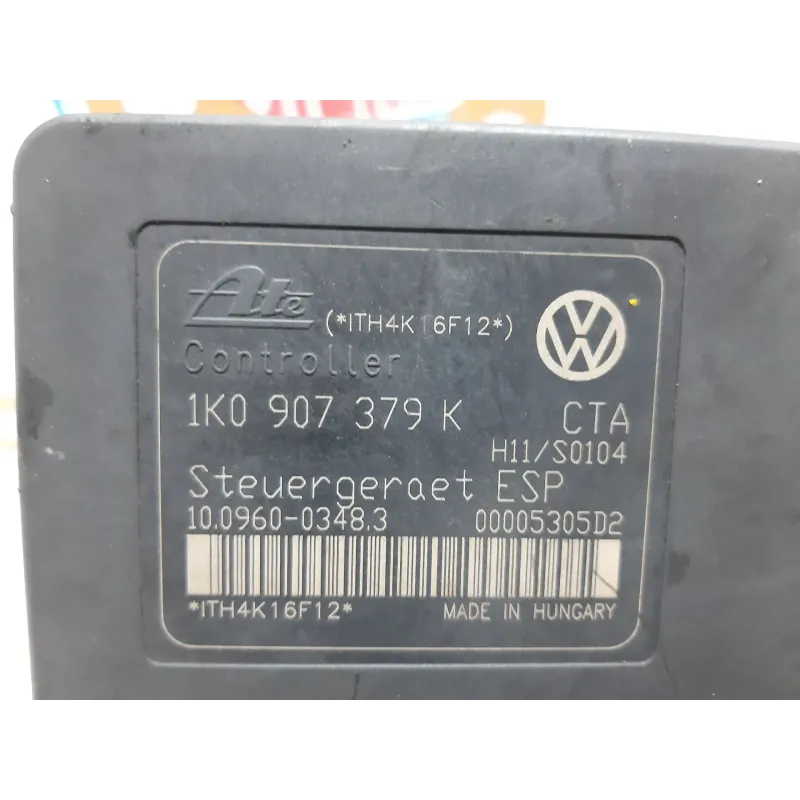 Ate (*ITH4K16F12*)
Controller
1K0 907 379 K CTA
H11/S0104
Steuergeraet ESP
10.0960-0348.3 00005305D2
*ITH4K16F12* MADE IN HUNGARY